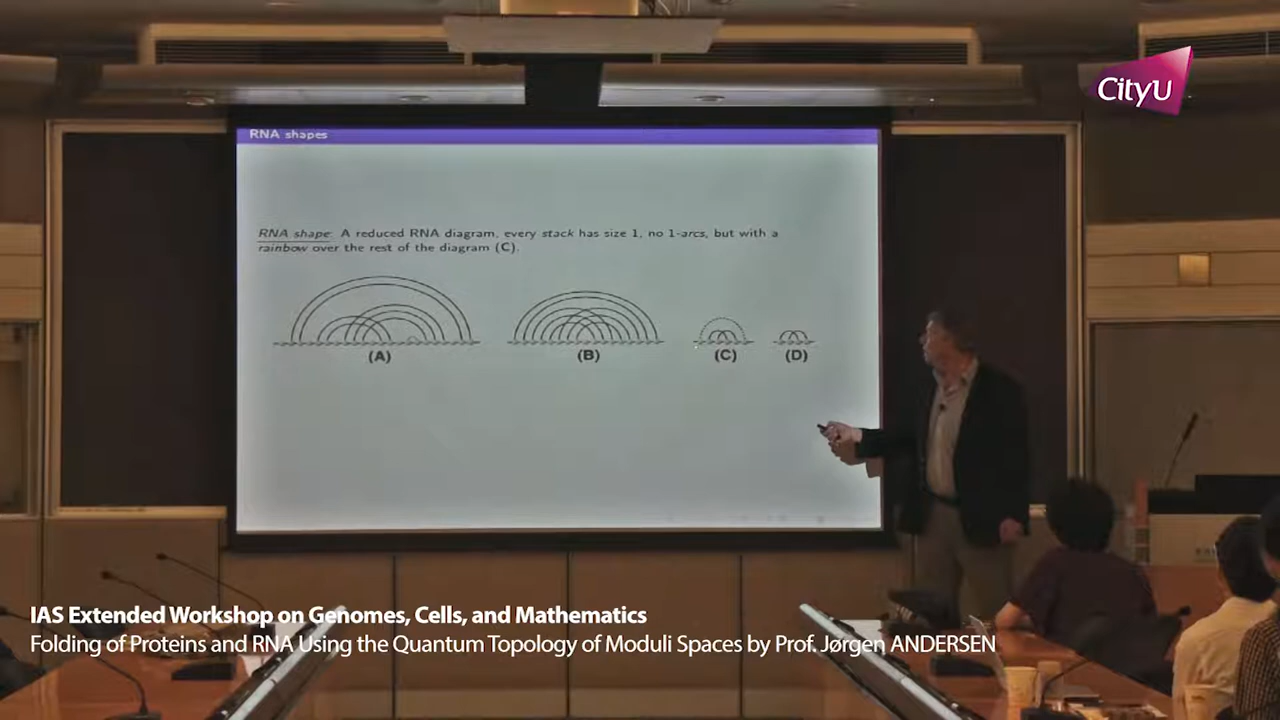 CityU
RNA shapes
RNA shape: A reduced RNA diagram, every stack has size 1, no 1-arcs, but with a
rainbow over the rest of the diagram (C).
(A) (B) (C) (D)
IAS Extended Workshop on Genomes, Cells, and Mathematics
Folding of Proteins and RNA Using the Quantum Topology of Moduli Spaces by Prof. Jørgen ANDERSEN